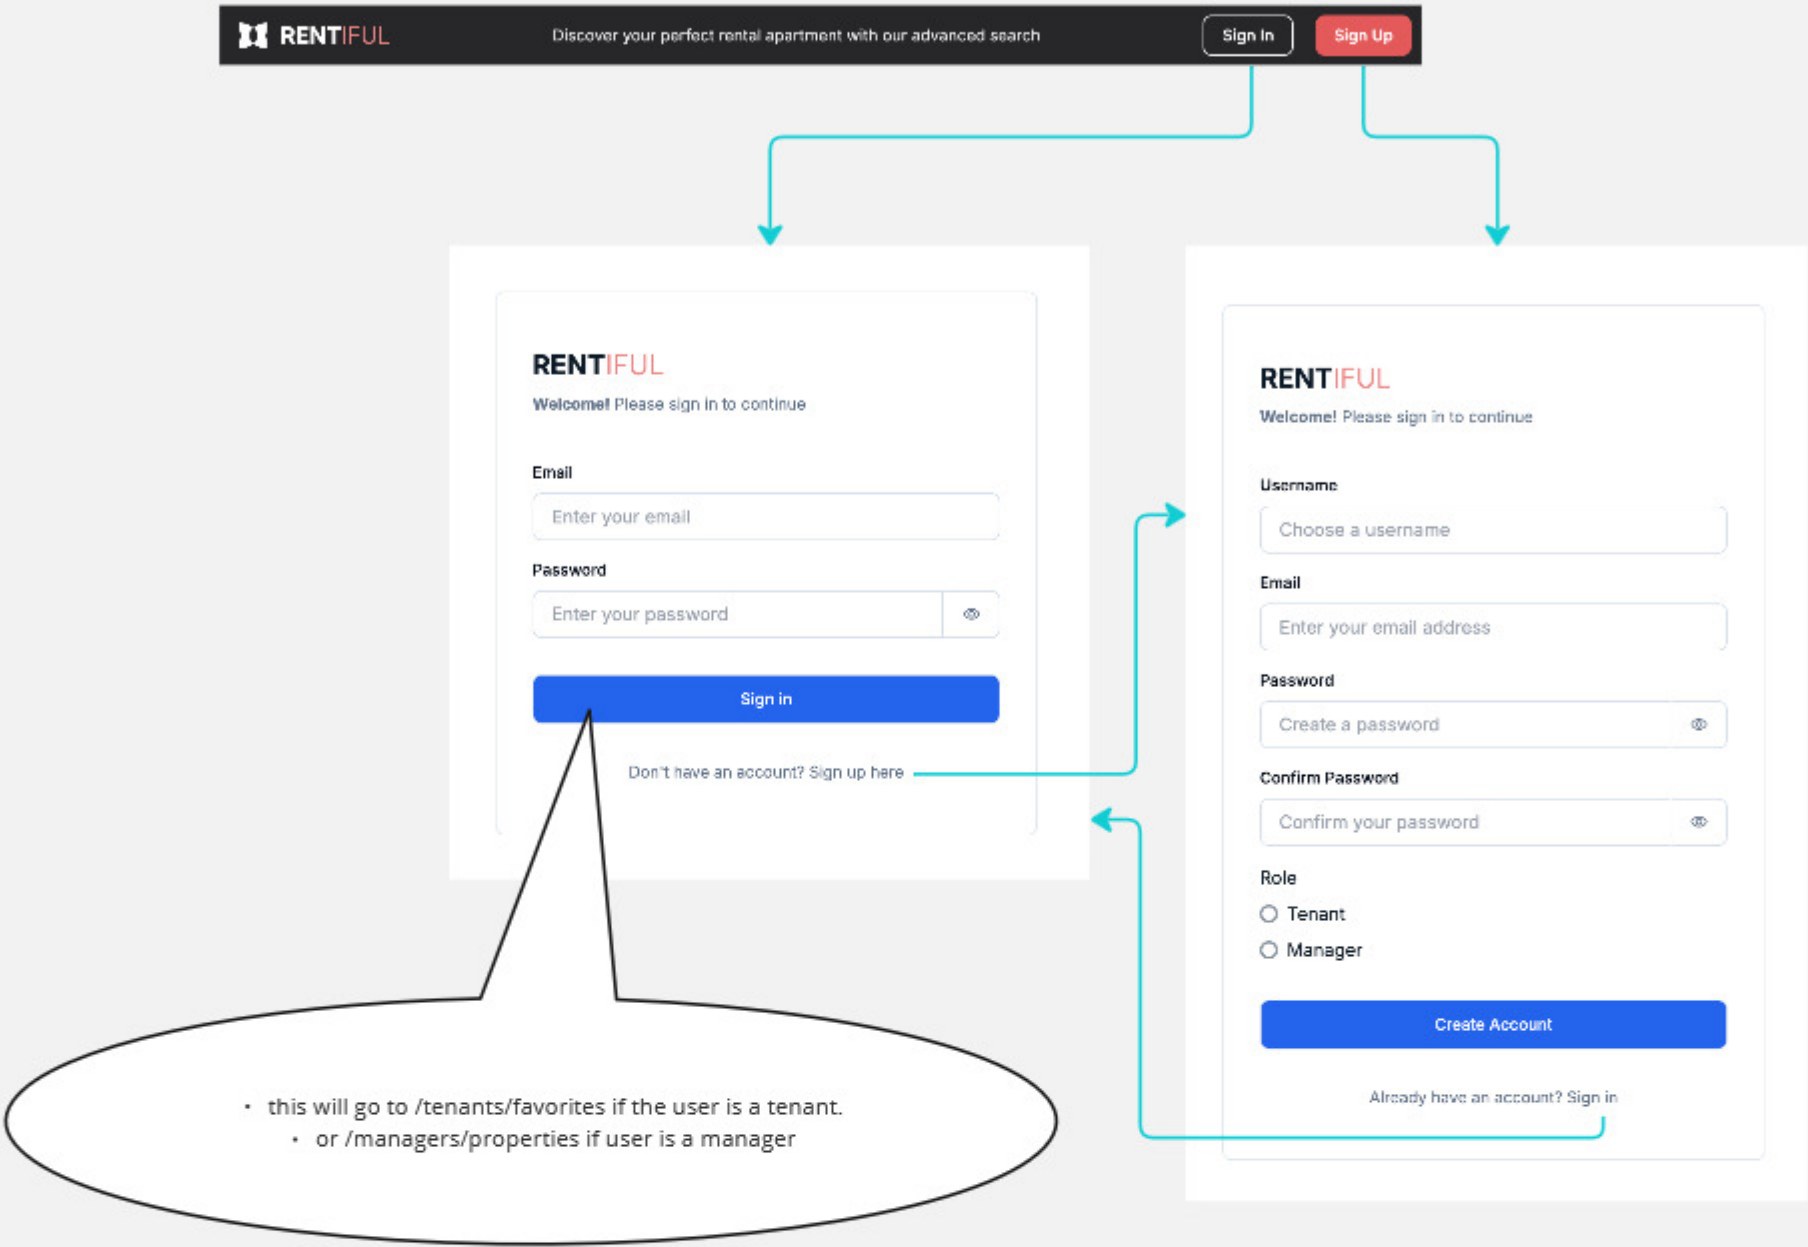 RENTIFUL
Discover your perfect rental apartment with our advanced search
Sign In
Sign Up
RENTIFUL
Welcome! Please sign in to continue
Email
Enter your email
Password
Enter your password
Sign in
Don't have an account? Sign up here
RENTIFUL
Welcome! Please sign in to continue
Username
Choose a username
Email
Enter your email address
Password
Create a password
Confirm Password
Confirm your password
Role
Tenant
Manager
Create Account
Already have an account? Sign in
• this will go to /tenants/favorites if the user is a tenant.
• or /managers/properties if user is a manager